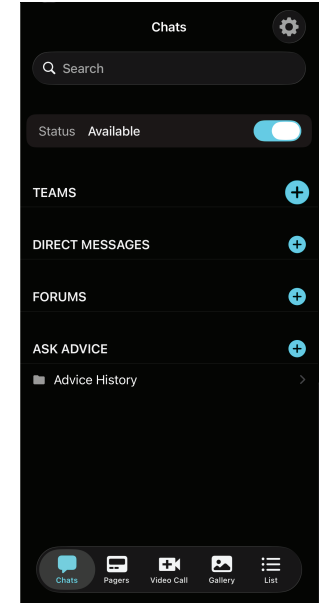 Chats
Search
Status Available
TEAMS
DIRECT MESSAGES
FORUMS
ASK ADVICE
Advice History
Chats Pagers Video Call Gallery List